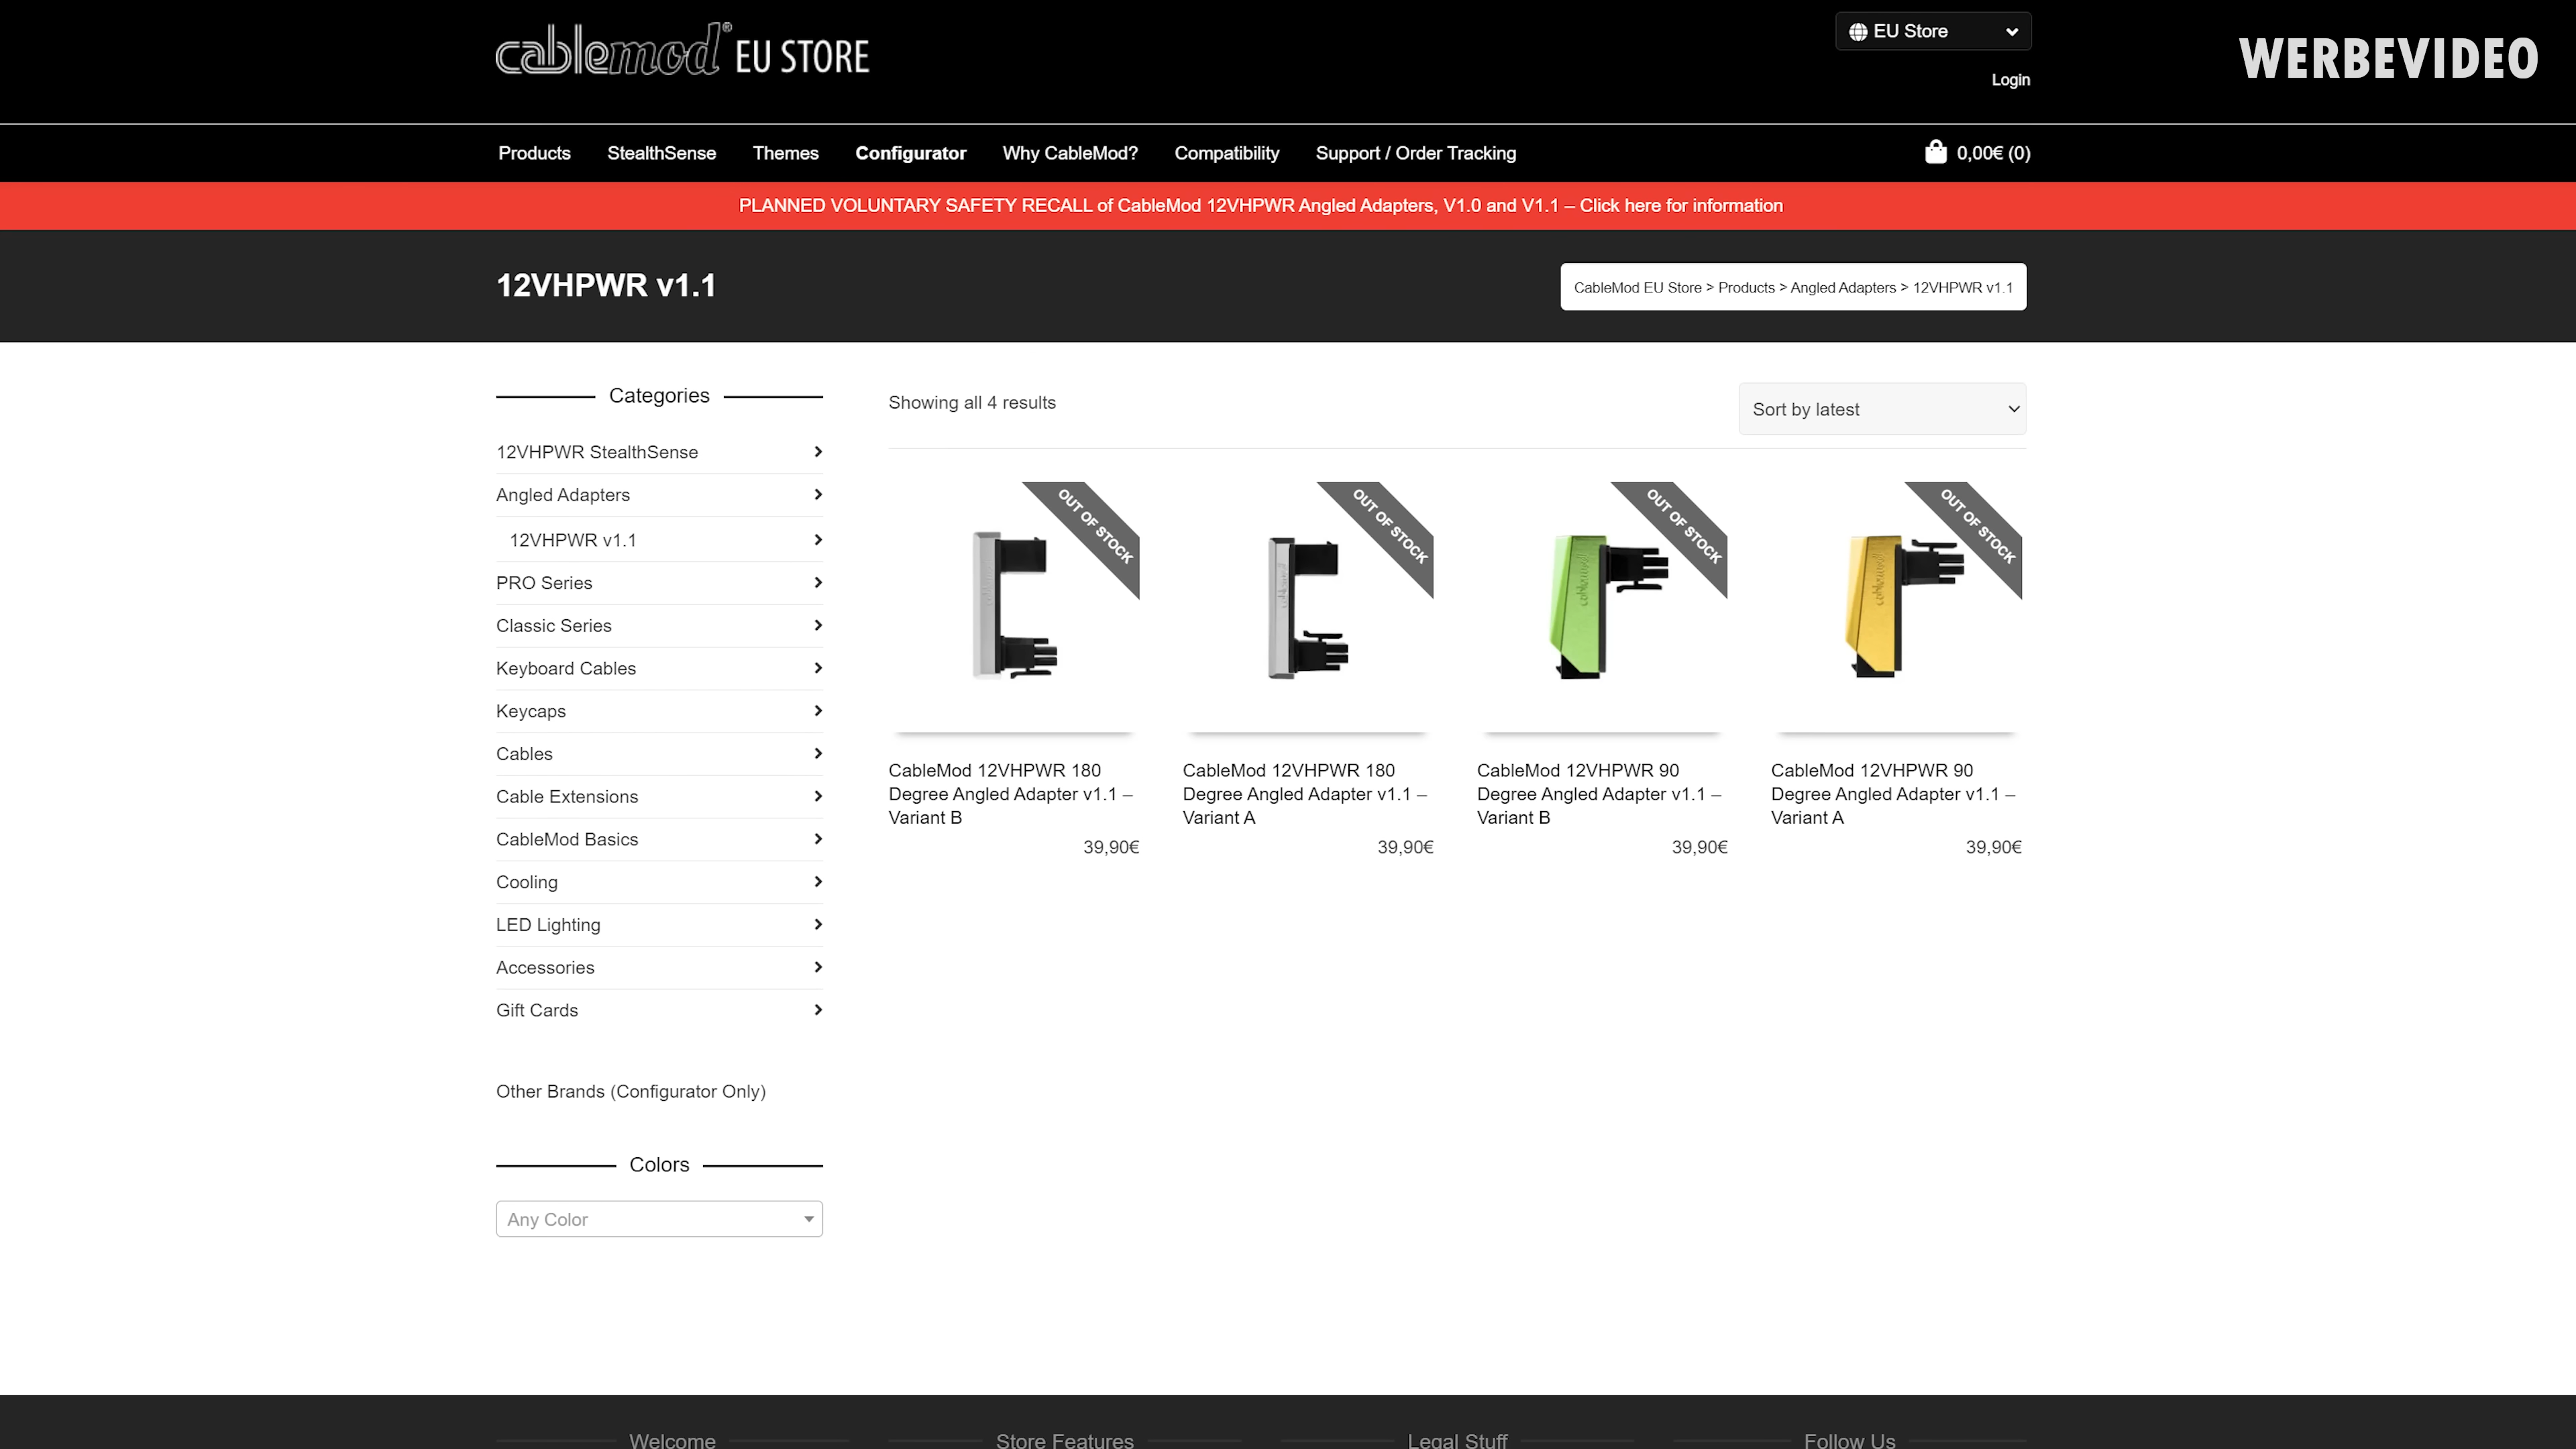 cablemod® EU STORE
EU Store
Login
WERBEVIDEO
Products StealthSense Themes Configurator Why CableMod? Compatibility Support / Order Tracking 0,00€ (0)
PLANNED VOLUNTARY SAFETY RECALL of CableMod 12VHPWR Angled Adapters, V1.0 and V1.1 – Click here for information
12VHPWR v1.1
CableMod EU Store > Products > Angled Adapters > 12VHPWR v1.1
Categories
12VHPWR StealthSense
Angled Adapters
12VHPWR v1.1
PRO Series
Classic Series
Keyboard Cables
Keycaps
Cables
Cable Extensions
CableMod Basics
Cooling
LED Lighting
Accessories
Gift Cards
Other Brands (Configurator Only)
Colors
Any Color
Showing all 4 results
Sort by latest
OUT OF STOCK
CableMod 12VHPWR 180
Degree Angled Adapter v1.1 –
Variant B
39,90€
OUT OF STOCK
cablemod
CableMod 12VHPWR 180
Degree Angled Adapter v1.1 –
Variant A
39,90€
OUT OF STOCK
cablemod
CableMod 12VHPWR 90
Degree Angled Adapter v1.1 –
Variant B
39,90€
OUT OF STOCK
cablemod
CableMod 12VHPWR 90
Degree Angled Adapter v1.1 –
Variant A
39,90€
Welcome
Store Features
Legal Stuff
Follow Us